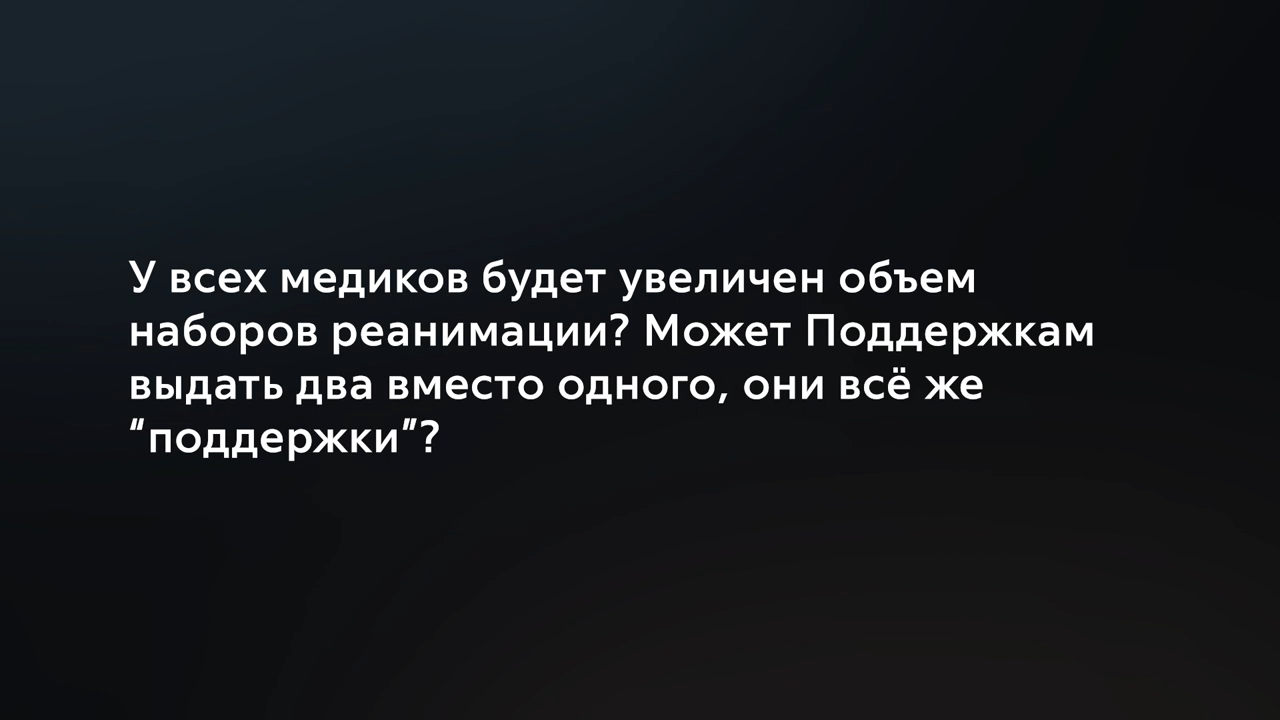 У всех медиков будет увеличен объем
наборов реанимации? Может Поддержкам
выдать два вместо одного, они всё же
“поддержки”?